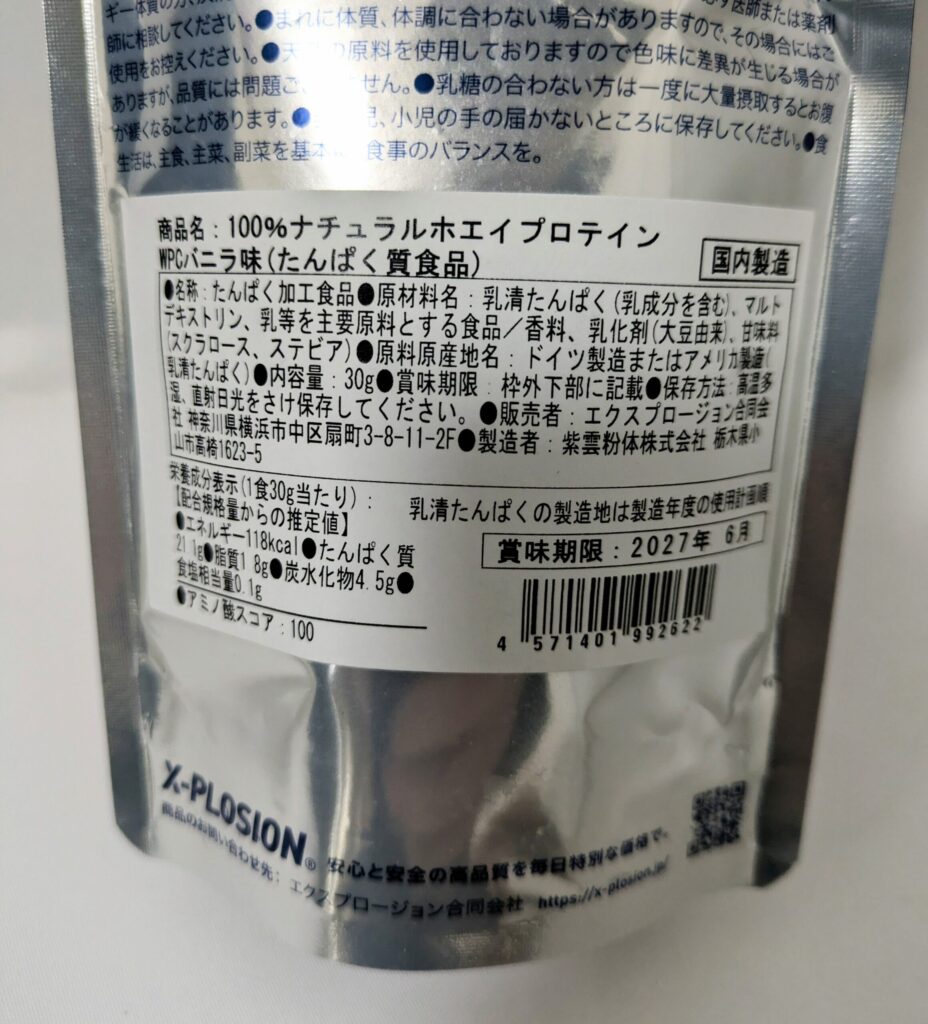 ギー体質の方、
師に相談してください。●まれに体質、体調に合わない場合がありますので、その場合にはご
使用をお控えください。●天の原料を使用しておりますので色味に差異が生じる場合が
ありますが、品質には問題ごせん。●乳糖の合わない方は一度に大量摂取するとお腹
が緩くなることがあります。●児、小児の手の届かないところに保存してください。●食
生活は、主食、主菜、副菜を基本食事のバランスを。
商品名:100%ナチュラルホエイプロテイン
WPCバニラ味(たんぱく質食品)
国内製造
●名称:たんぱく加工食品●原材料名:乳清たんぱく(乳成分を含む)、マルト
デキストリン、乳等を主要原料とする食品/香料、乳化剤(大豆由来)、甘味料
(スクラロース、ステビア)●原料原産地名:ドイツ製造またはアメリカ製造(
乳清たんぱく)●内容量:30g●賞味期限:枠外下部に記載●保存方法:高温多
湿、直射日光をさけ保存してください。●販売者:エクスプロージョン合同会
社 神奈川県横浜市中区扇町3-8-11-2F●製造者:紫雲粉体株式会社 栃木県小
山市高椅1623-5
栄養成分表示(1食30g当たり):
【配合規格量からの推定値】
●エネルギー118kcal●たんぱく質
21.1g●脂質1.8g●炭水化物4.5g●
食塩相当量0.1g
●アミノ酸スコア:100
乳清たんぱくの製造地は製造年度の使用計画順
賞味期限:2027年 6月
4 571401 992622
X-PLOSION®
安心と安全の高品質を毎日特別な価格で。
商品のお問い合わせ先:エクスプロージョン合同会社 https://x-plosion.jp/